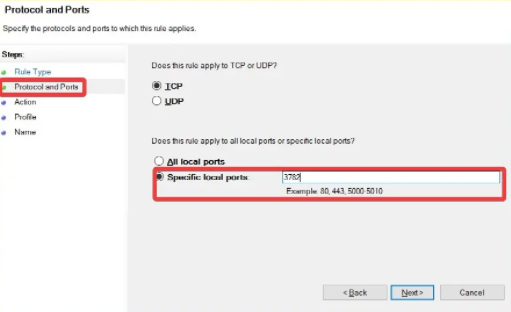 Protocol and Ports
Specify the protocols and ports to which this rule applies.
Steps:
Rule Type
Protocol and Ports
Action
Profile
Name
Does this rule apply to TCP or UDP?
TCP
UDP
Does this rule apply to all local ports or specific local ports?
All local ports
Specific local ports:
3782
Example: 80, 443, 5000-5010
< Back
Next >
Cancel